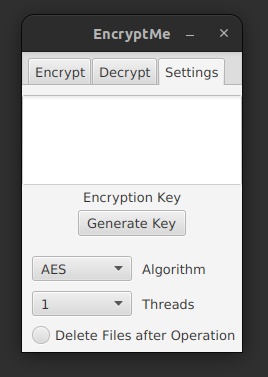 EncryptMe
Encrypt Decrypt Settings
Encryption Key
Generate Key
AES Algorithm
1 Threads
Delete Files after Operation